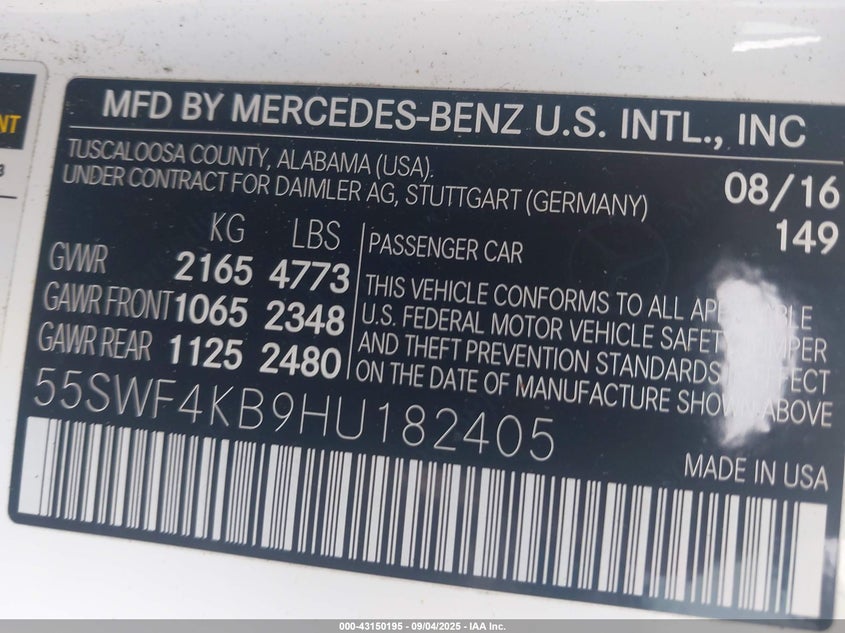 NT
3
MFD BY MERCEDES-BENZ U.S. INTL., INC
TUSCALOOSA COUNTY, ALABAMA (USA).
UNDER CONTRACT FOR DAIMLER AG, STUTTGART (GERMANY)
08/16
149
KG LBS
GVWR 2165 4773
GAWR FRONT 1065 2348
GAWR REAR 1125 2480
PASSENGER CAR
THIS VEHICLE CONFORMS TO ALL
U.S. FEDERAL MOTOR VEHICLE
AND THEFT PREVENTION STANDARDS
ON THE DATE OF MANUFACTURE SHOWN ABOVE
55SWF4KB9HU182405
MADE IN USA
000-43150195 - 09/04/2025 - IAA Inc.